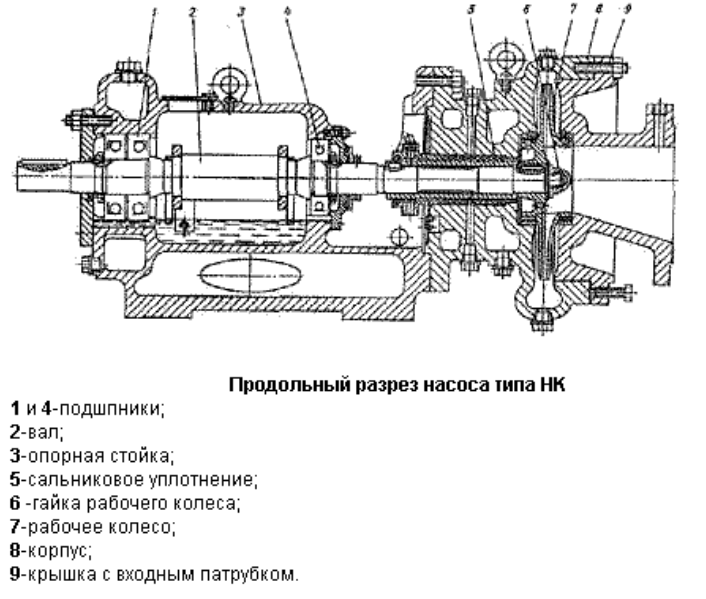 1 2 3 4 5 6 7 8 9
Продольный разрез насоса типа НК
1 и 4-подшпники;
2-вал;
3-опорная стойка;
5-сальниковое уплотнение;
6 -гайка рабочего колеса;
7-рабочее колесо;
8-корпус;
9-крышка с входным патрубком.